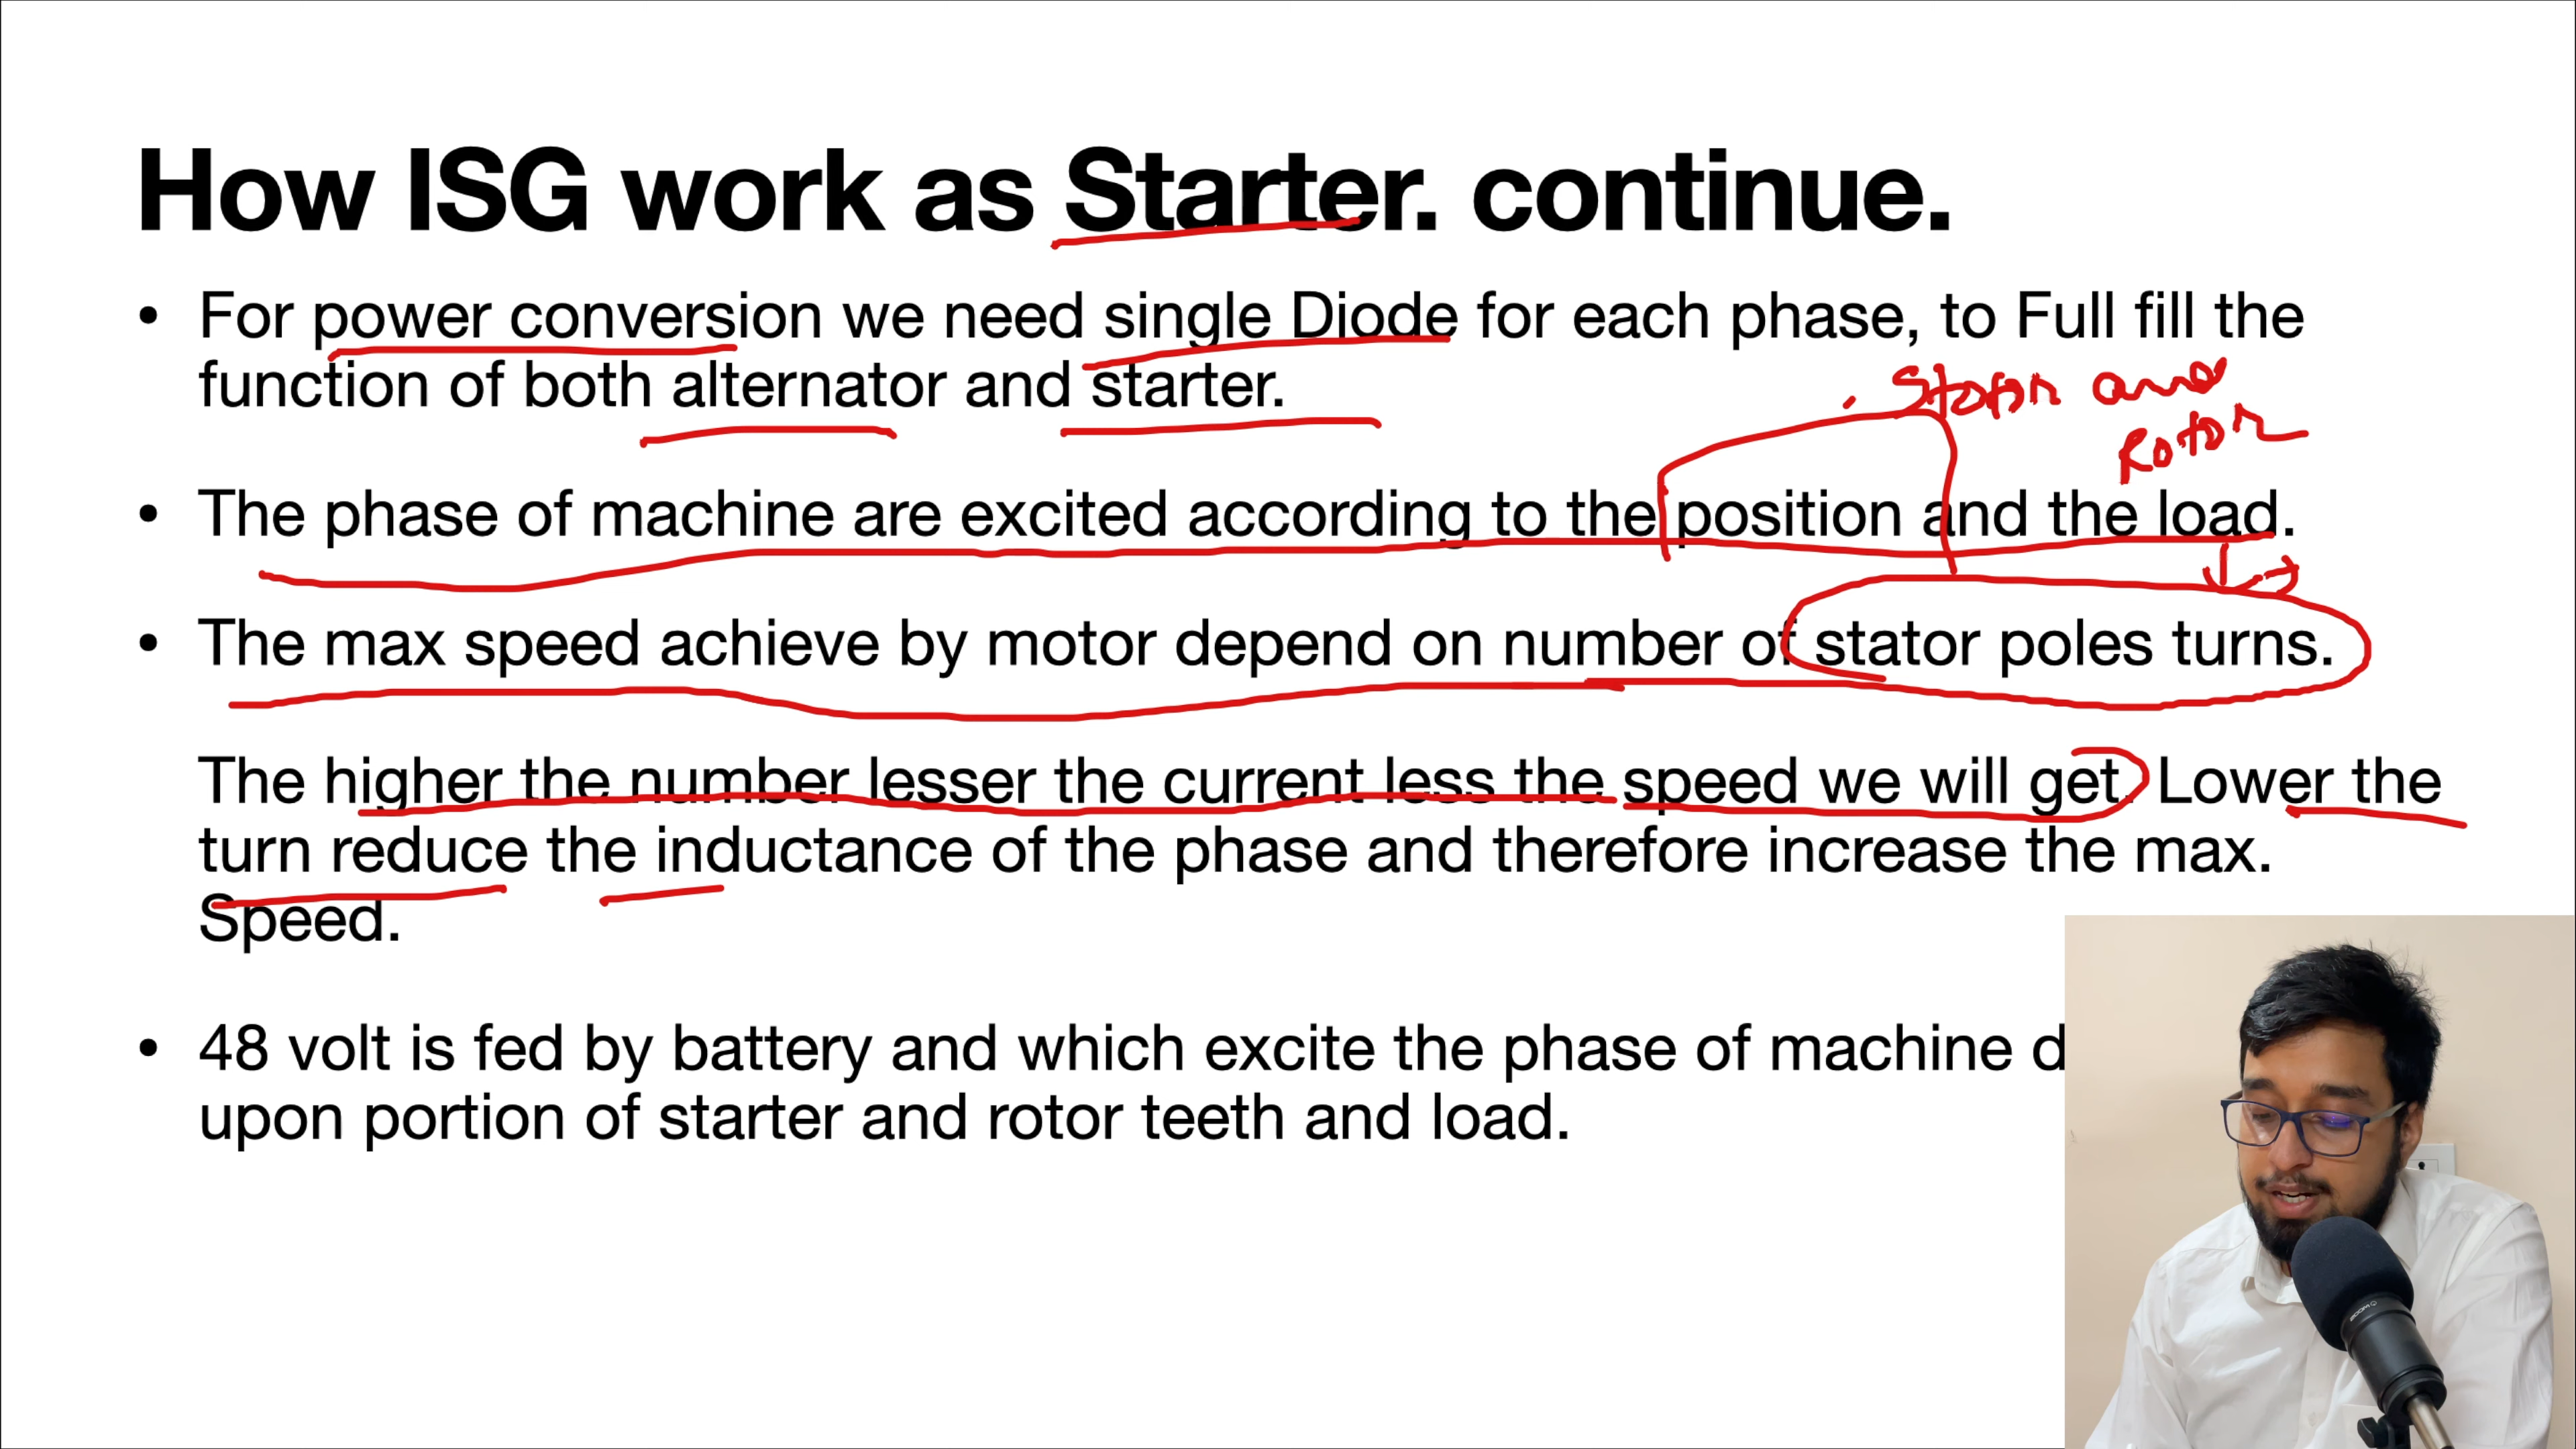 How ISG work as Starter. continue.
• For power conversion we need single Diode for each phase, to Full fill the
function of both alternator and starter.
Stator and
Rotor
• The phase of machine are excited according to the position and the load.
• The max speed achieve by motor depend on number of stator poles turns.
The higher the number lesser the current less the speed we will get. Lower the
turn reduce the inductance of the phase and therefore increase the max.
Speed.
• 48 volt is fed by battery and which excite the phase of machine d
upon portion of starter and rotor teeth and load.